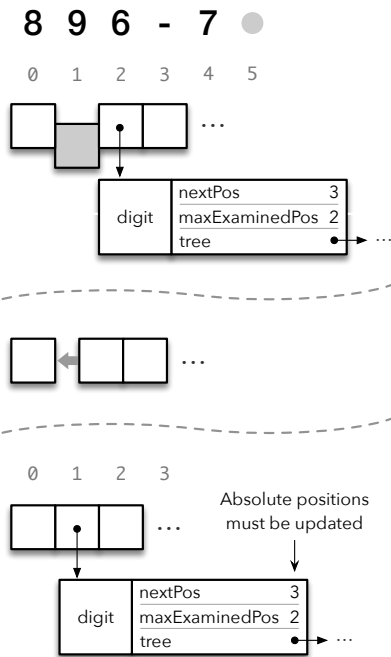 8 9 6 - 7
0 1 2 3 4 5
...
digit
nextPos 3
maxExaminedPos 2
tree
...
...
0 1 2 3
Absolute positions
must be updated
...
digit
nextPos 3
maxExaminedPos 2
tree
...